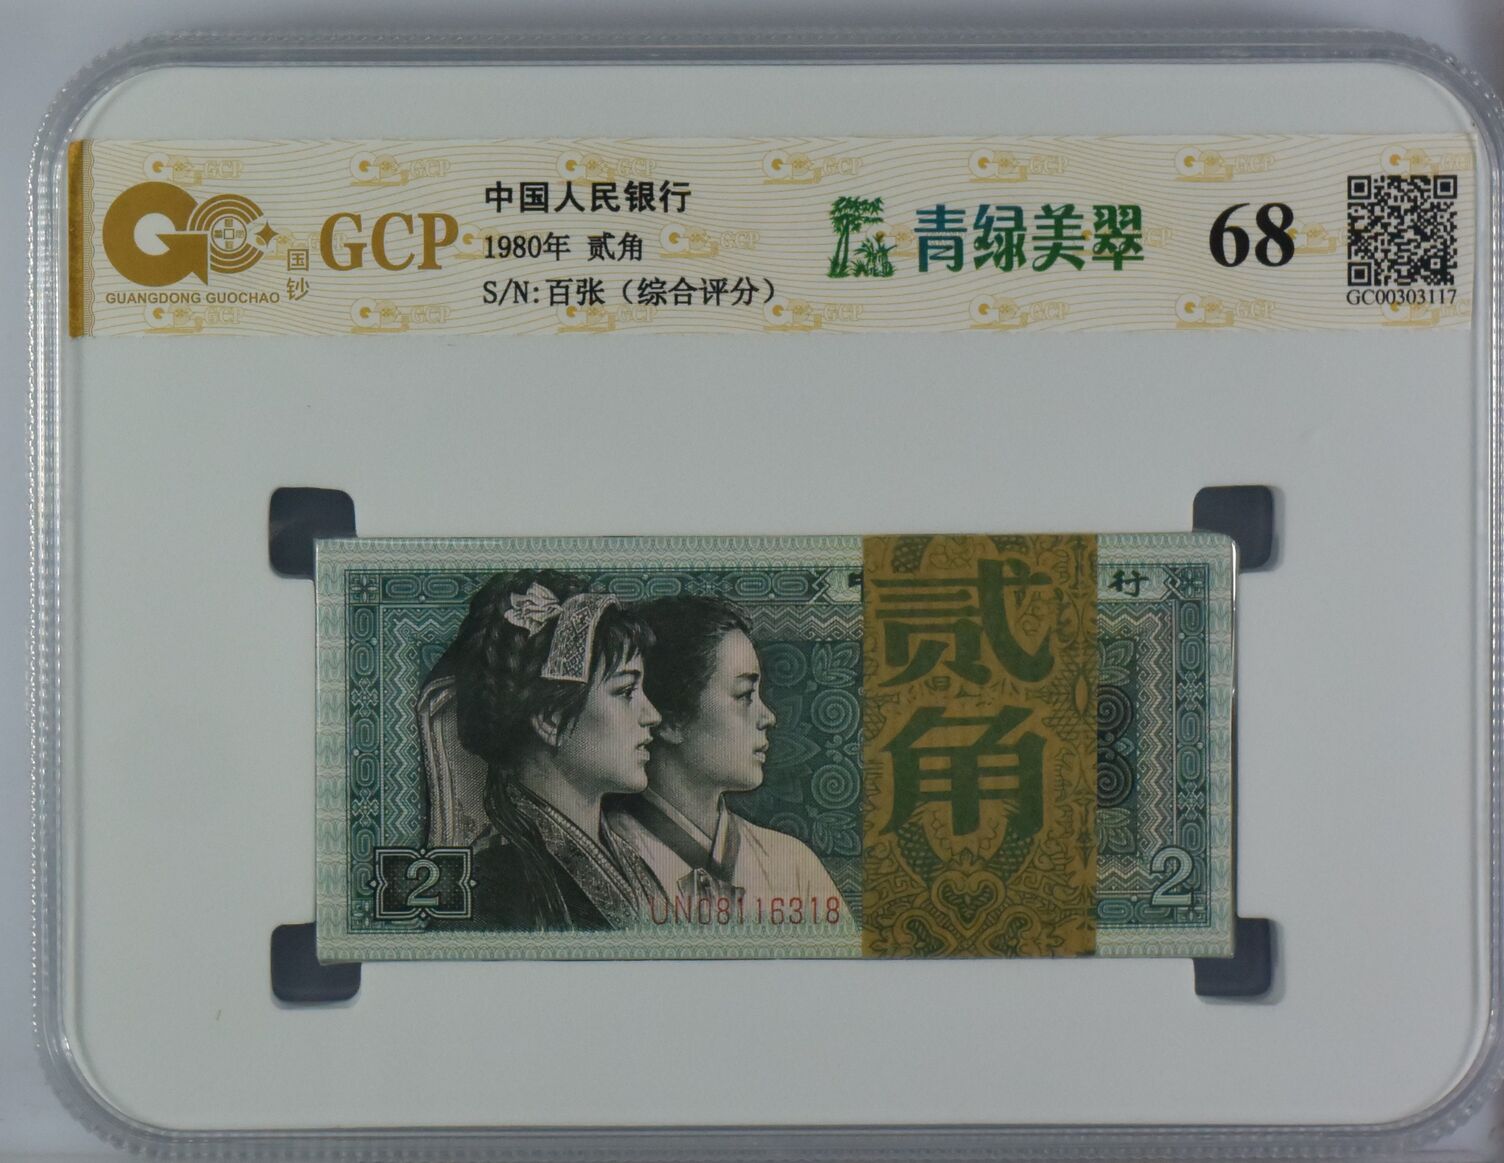 GCP
国钞
GUANGDONG GUOCHAO
中国人民银行
1980年 贰角
S/N:百张（综合评分）
青绿美翠
68
GC00303117
行
贰角
2
UN08116318
2